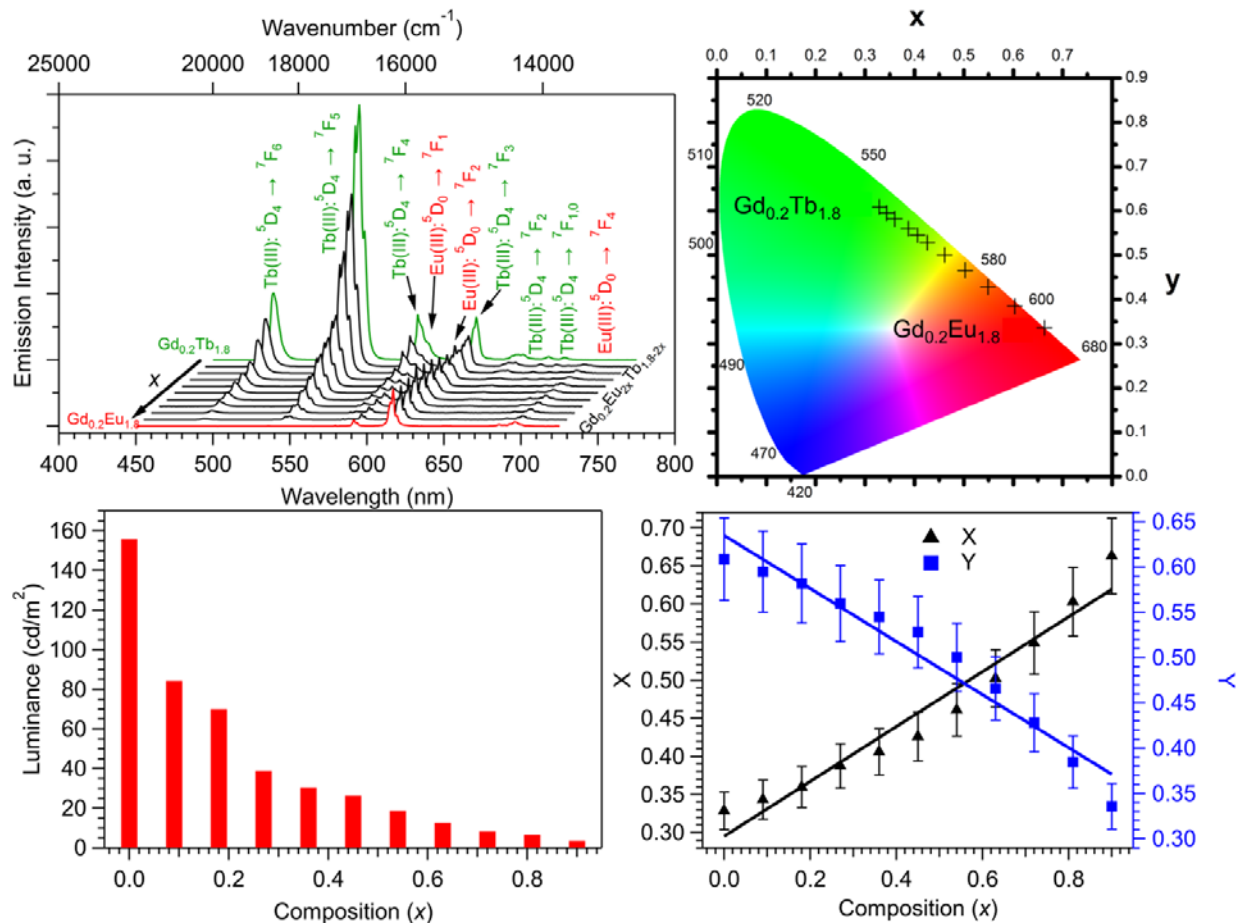 Wavenumber (cm⁻¹)
25000 20000 18000 16000 14000
Emission Intensity (a. u.)
Tb(III): ⁵D₄ → ⁷F₆
Tb(III): ⁵D₄ → ⁷F₅
Tb(III): ⁵D₄ → ⁷F₄
Eu(III): ⁵D₀ → ⁷F₁
Eu(III): ⁵D₀ → ⁷F₂
Tb(III): ⁵D₄ → ⁷F₃
Tb(III): ⁵D₄ → ⁷F₂
Tb(III): ⁵D₄ → ⁷F₁,₀
Eu(III): ⁵D₀ → ⁷F₄
Gd₀.₂Tb₁.₈
x
Gd₀.₂Eu₁.₈
Gd₀.₂Eu₂ₓTb₁.₈₋₂ₓ
400 450 500 550 600 650 700 750 800
Wavelength (nm)
x
0.0 0.1 0.2 0.3 0.4 0.5 0.6 0.7
0.9
0.8
0.7
0.6
0.5
0.4
0.3
0.2
0.1
0.0
y
520
510
550
500
580
600
490
680
470
420
Gd₀.₂Tb₁.₈
Gd₀.₂Eu₁.₈
Luminance (cd/m²)
160
140
120
100
80
60
40
20
0
0.0 0.2 0.4 0.6 0.8
Composition (x)
X
0.70
0.65
0.60
0.55
0.50
0.45
0.40
0.35
0.30
X
Y
0.65
0.60
0.55
0.50
0.45
0.40
0.35
0.30
Y
0.0 0.2 0.4 0.6 0.8
Composition (x)